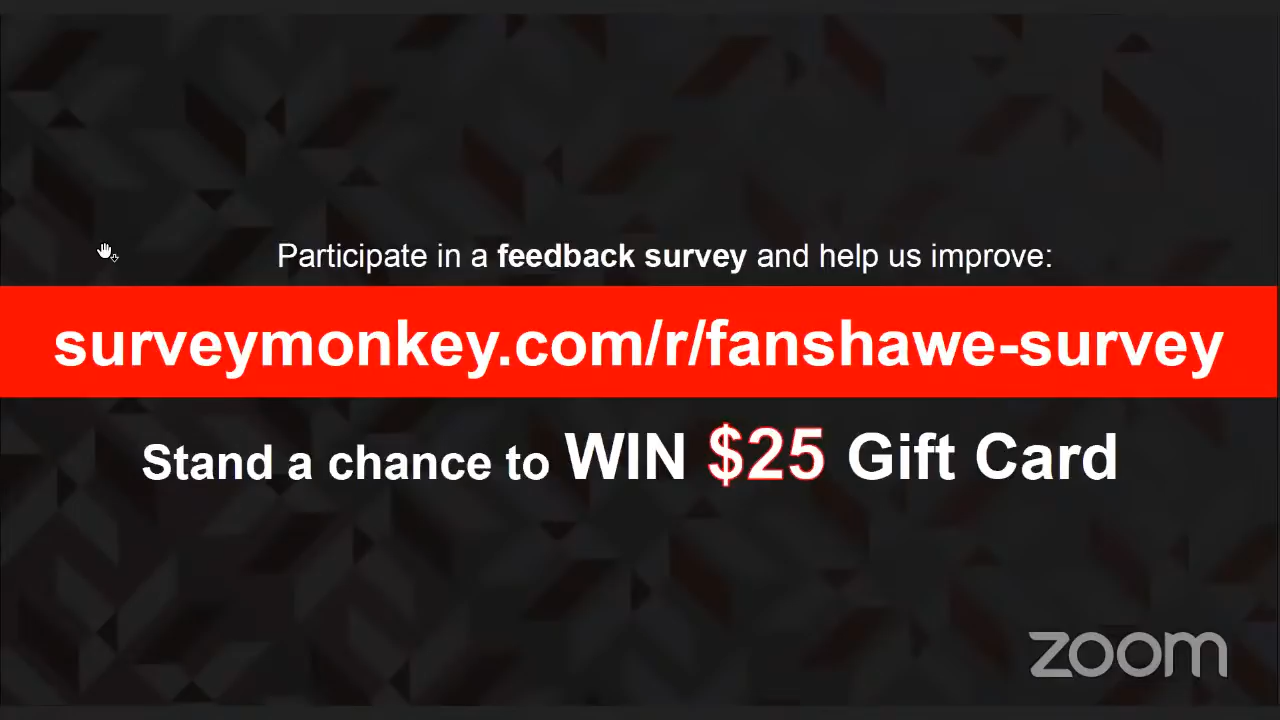 Participate in a feedback survey and help us improve:
surveymonkey.com/r/fanshawe-survey
Stand a chance to WIN $25 Gift Card
zoom